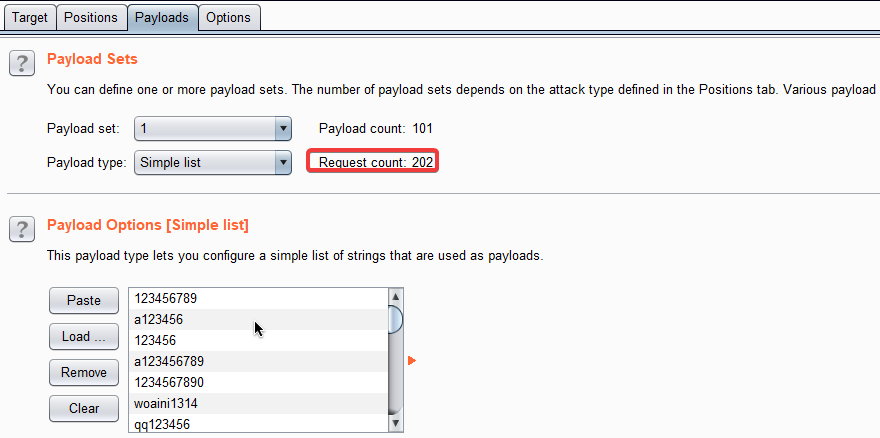 Target Positions Payloads Options
? Payload Sets
You can define one or more payload sets. The number of payload sets depends on the attack type defined in the Positions tab. Various payload
Payload set: 1 Payload count: 101
Payload type: Simple list Request count: 202
? Payload Options [Simple list]
This payload type lets you configure a simple list of strings that are used as payloads.
Paste 123456789
a123456
Load ... 123456
a123456789
Remove 1234567890
Clear woaini1314
qq123456